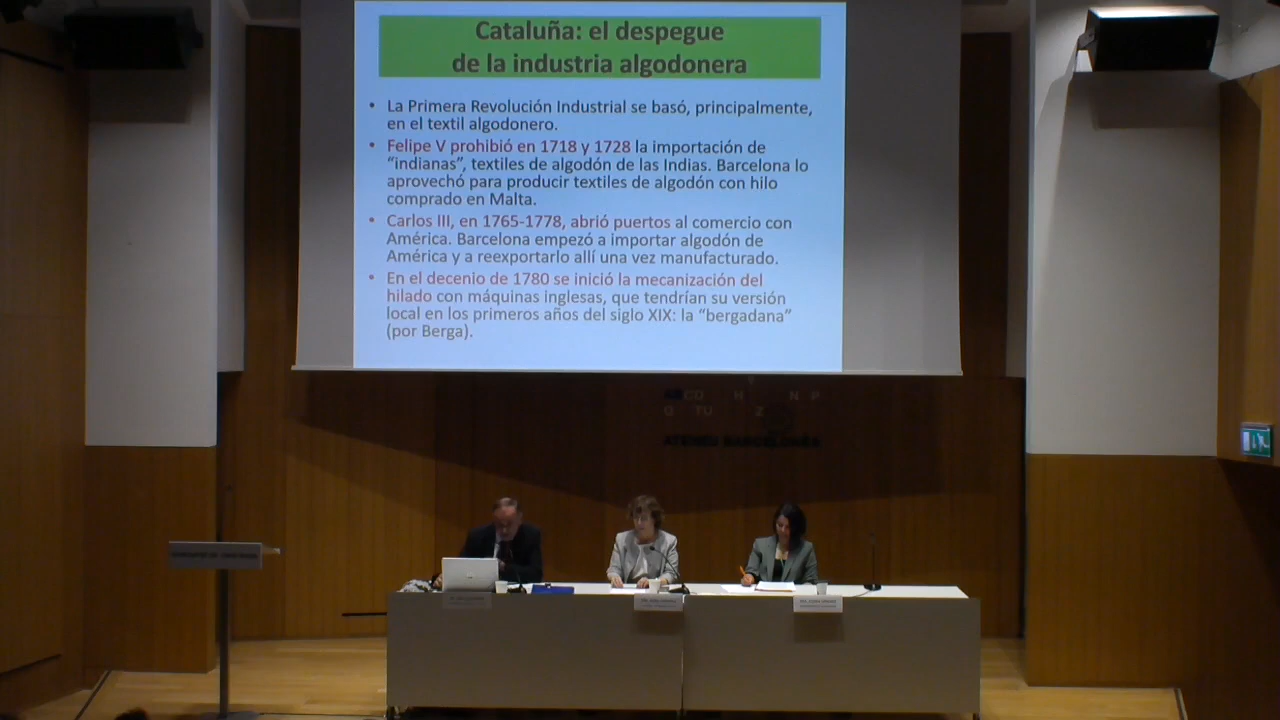 Cataluña: el despegue
de la industria algodonera
• La Primera Revolución Industrial se basó, principalmente,
en el textil algodonero.
• Felipe V prohibió en 1718 y 1728 la importación de
“indianas”, textiles de algodón de las Indias. Barcelona lo
aprovechó para producir textiles de algodón con hilo
comprado en Malta.
• Carlos III, en 1765-1778, abrió puertos al comercio con
América. Barcelona empezó a importar algodón de
América y a reexportarlo allí una vez manufacturado.
• En el decenio de 1780 se inició la mecanización del
hilado con máquinas inglesas, que tendrían su versión
local en los primeros años del siglo XIX: la “bergadana”
(por Berga).
ATENEU BARCELONÈS